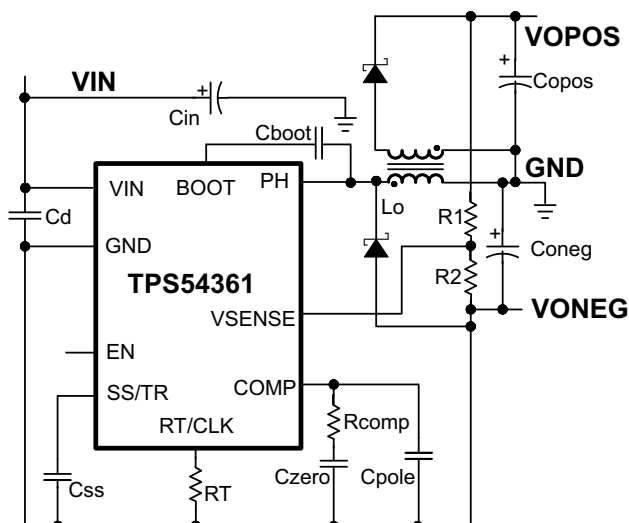 VOPOS
VIN
+
Cin
+
Copos
Cboot
GND
VIN
BOOT
PH
Lo
R1
Cd
GND
+
Coneg
TPS54361
R2
VSENSE
VONEG
EN
SS/TR
COMP
RT/CLK
Rcomp
Css
RT
Czero
Cpole